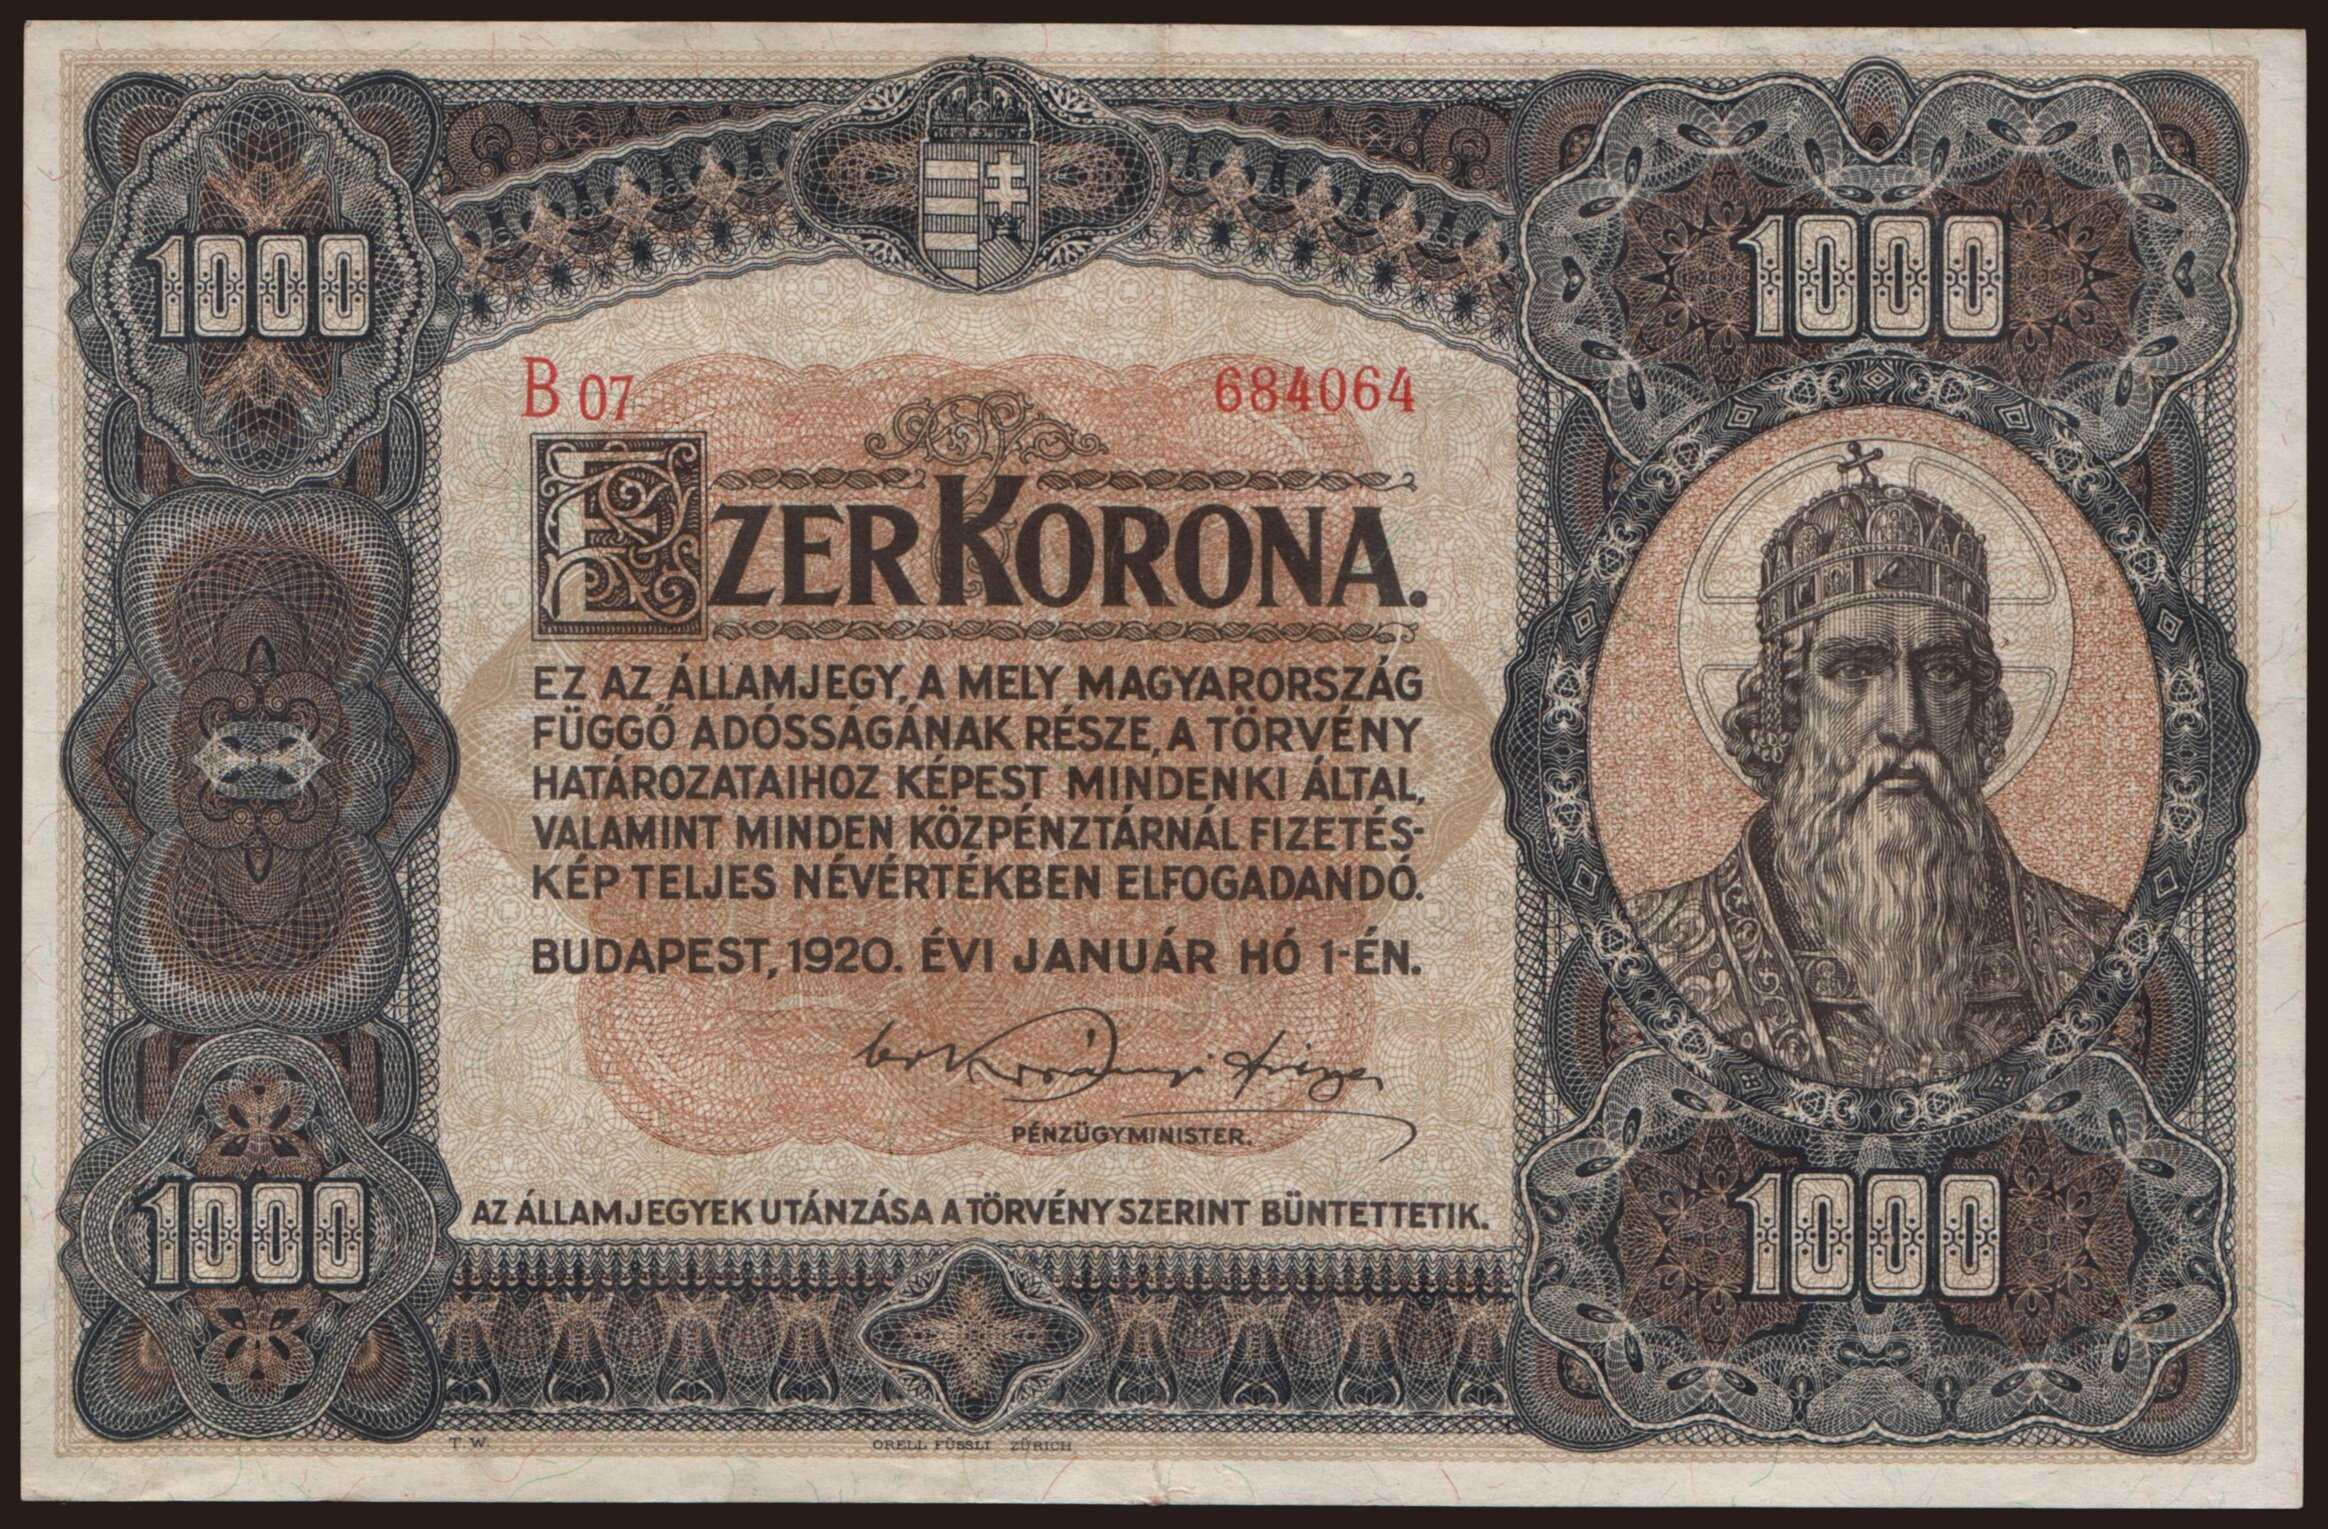 1000
1000
B 07
684064
EZER KORONA.
EZ AZ ÁLLAMJEGY, A MELY MAGYARORSZÁG
FÜGGŐ ADÓSSÁGÁNAK RÉSZE, A TÖRVÉNY
HATÁROZATAIHOZ KÉPEST MINDENKI ÁLTAL,
VALAMINT MINDEN KÖZPÉNZTÁRNÁL FIZETÉS-
KÉP TELJES NÉVÉRTÉKBEN ELFOGADANDÓ.
BUDAPEST, 1920. ÉVI JANUÁR HÓ 1-ÉN.
Korányi
PÉNZÜGYMINISTER.
AZ ÁLLAMJEGYEK UTÁNZÁSA A TÖRVÉNY SZERINT BÜNTETTETIK.
1000
1000
T. W.
ORELL FÜSSLI ZÜRICH